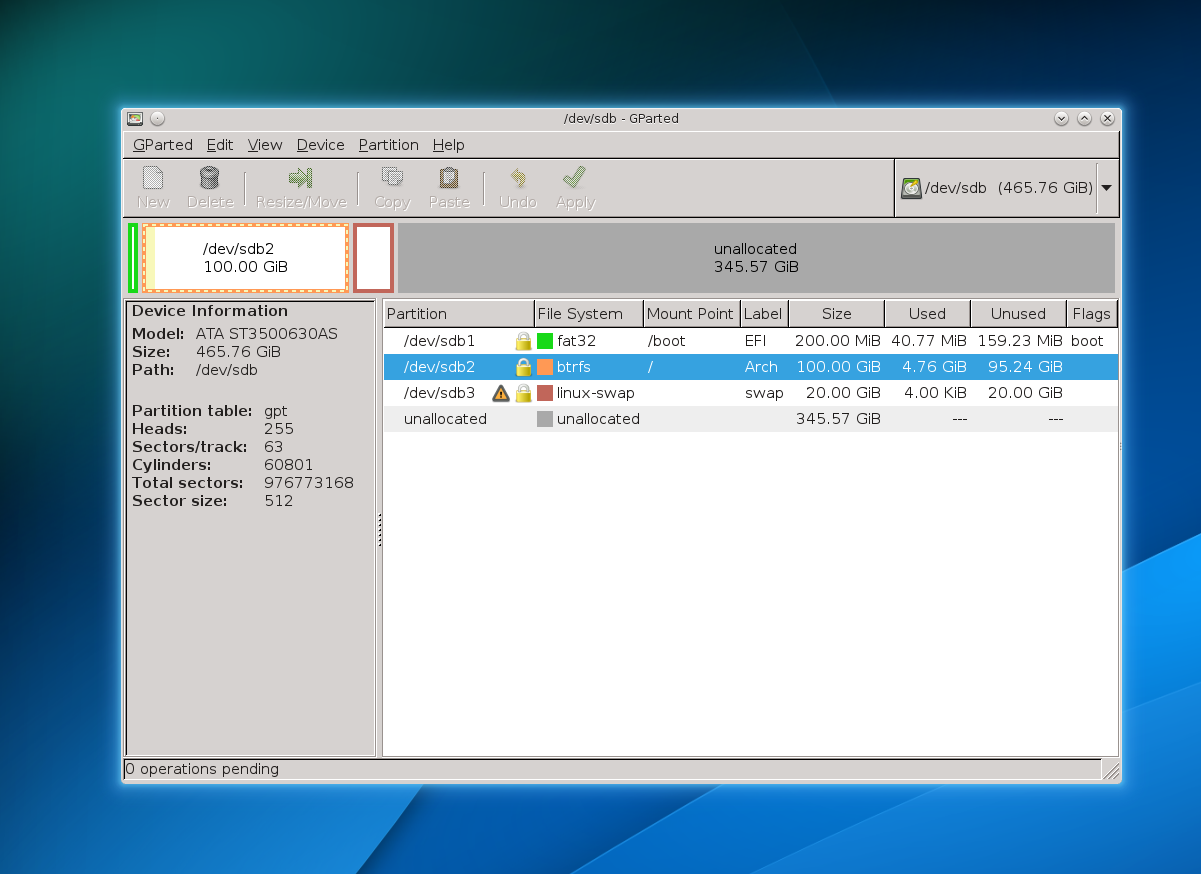 /dev/sdb - GParted
GParted Edit View Device Partition Help
New Delete Resize/Move Copy Paste Undo Apply /dev/sdb (465.76 GiB)
/dev/sdb2
100.00 GiB
unallocated
345.57 GiB
Device Information
Model: ATA ST3500630AS
Size: 465.76 GiB
Path: /dev/sdb
Partition table: gpt
Heads: 255
Sectors/track: 63
Cylinders: 60801
Total sectors: 976773168
Sector size: 512
Partition File System Mount Point Label Size Used Unused Flags
/dev/sdb1 fat32 /boot EFI 200.00 MiB 40.77 MiB 159.23 MiB boot
/dev/sdb2 btrfs / Arch 100.00 GiB 4.76 GiB 95.24 GiB
/dev/sdb3 linux-swap swap 20.00 GiB 4.00 KiB 20.00 GiB
unallocated unallocated 345.57 GiB --- ---
0 operations pending